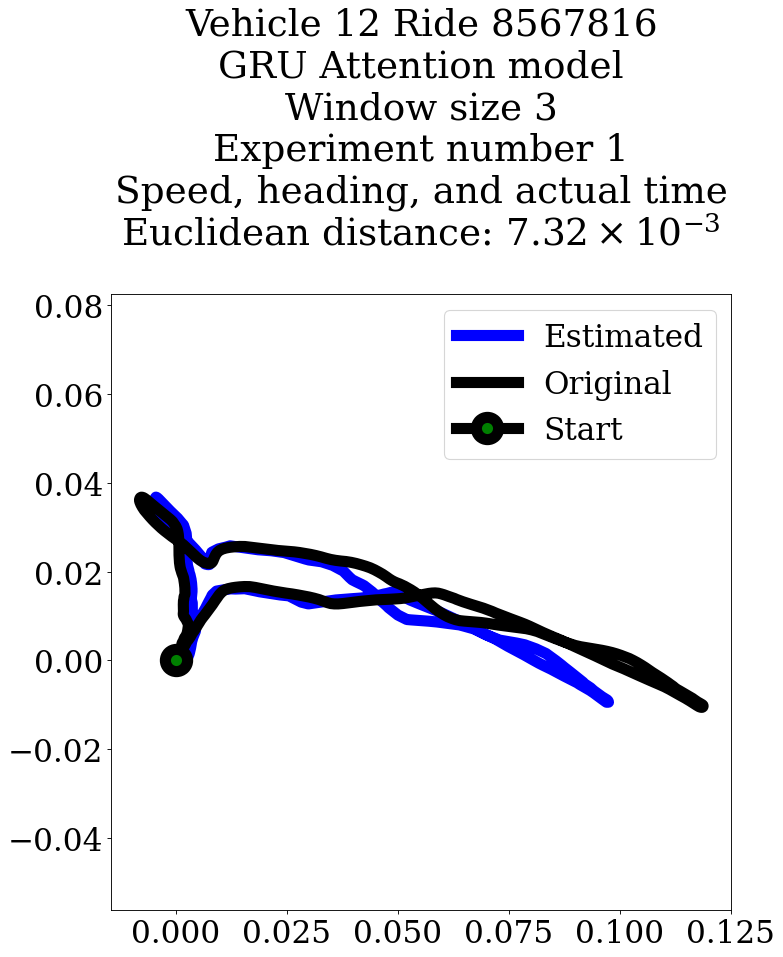 Vehicle 12 Ride 8567816
GRU Attention model
Window size 3
Experiment number 1
Speed, heading, and actual time
Euclidean distance: 7.32 × 10⁻³
0.08
0.06
0.04
0.02
0.00
−0.02
−0.04
Estimated
Original
Start
0.000 0.025 0.050 0.075 0.100 0.125